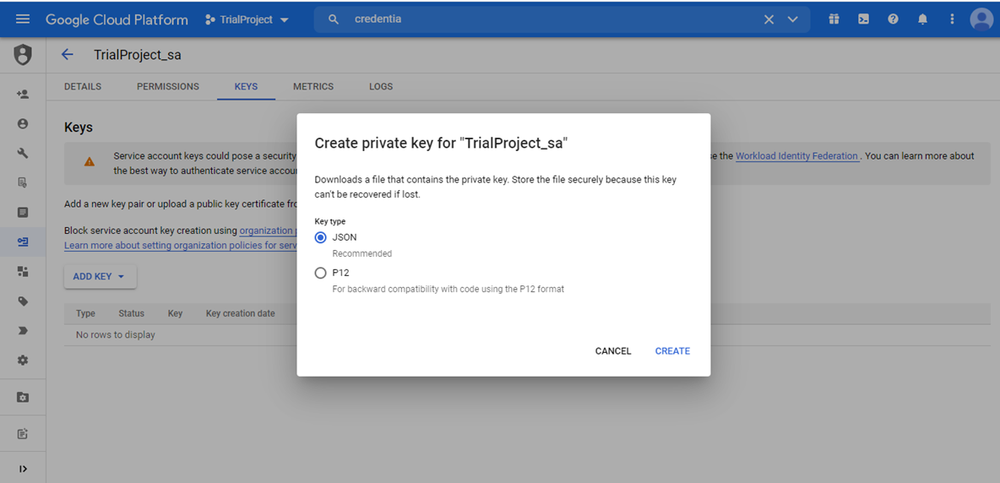 Google Cloud Platform
TrialProject
credentia
TrialProject_sa
DETAILS PERMISSIONS KEYS METRICS LOGS
Keys
Service account keys could pose a security
se the Workload Identity Federation . You can learn more about
the best way to authenticate service accou
Add a new key pair or upload a public key certificate fro
Block service account key creation using organization p
Learn more about setting organization policies for serv
ADD KEY
Type Status Key Key creation date
No rows to display
Create private key for "TrialProject_sa"
Downloads a file that contains the private key. Store the file securely because this key
can't be recovered if lost.
Key type
JSON
Recommended
P12
For backward compatibility with code using the P12 format
CANCEL CREATE